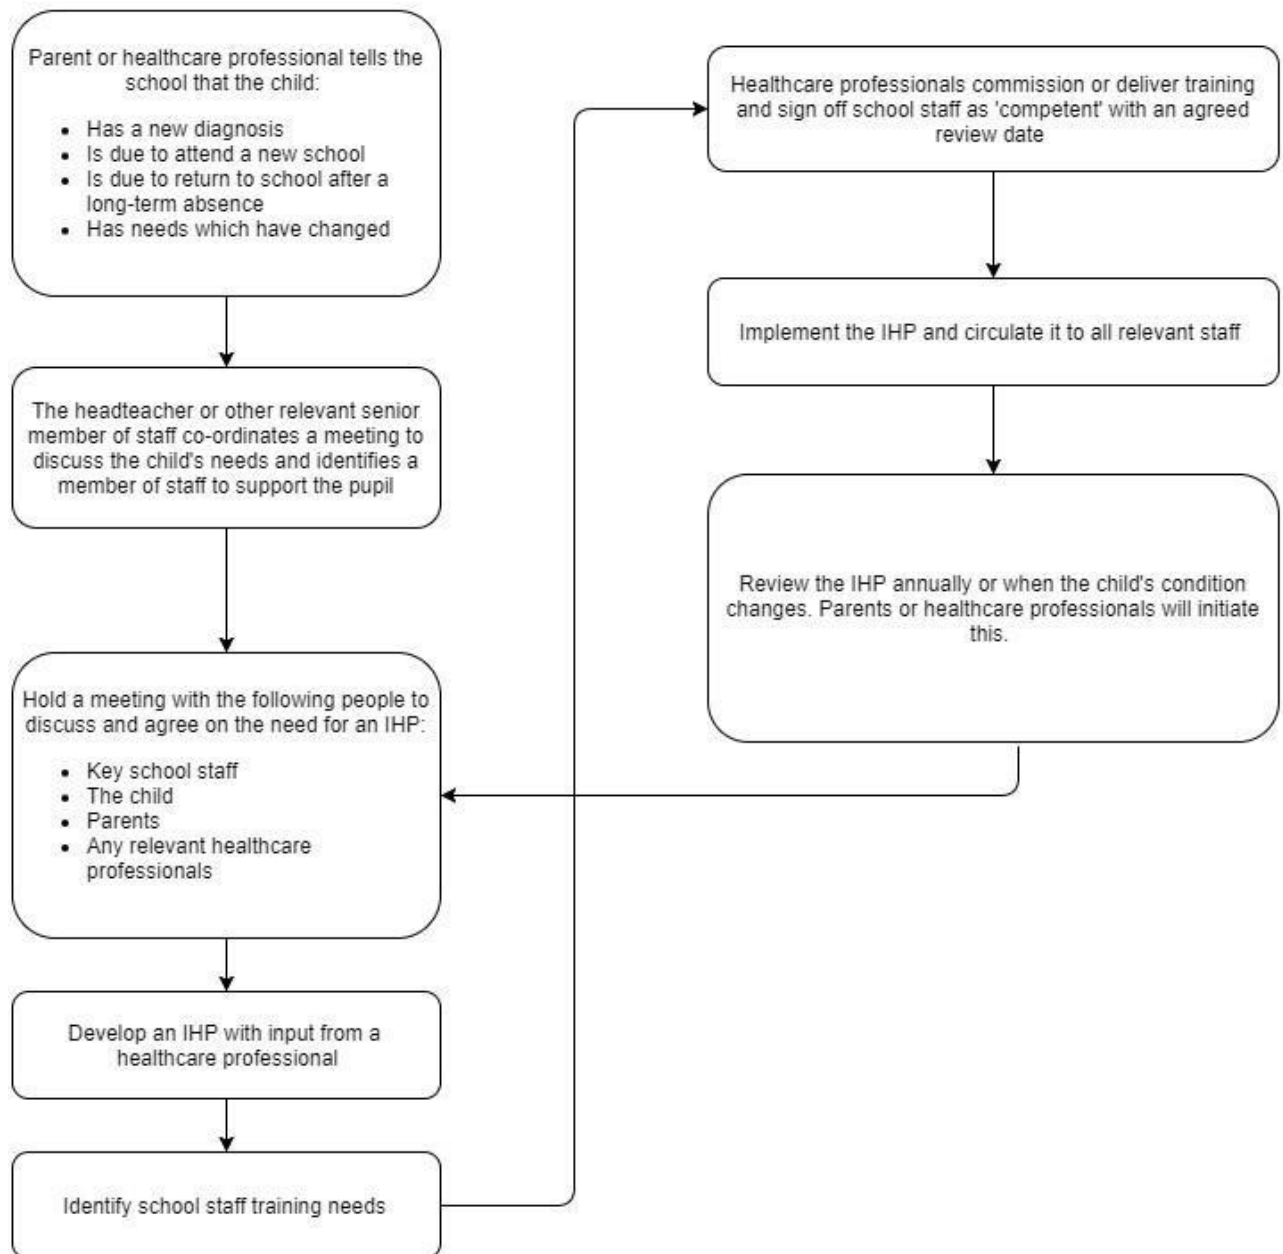 Parent or healthcare professional tells the
school that the child:
• Has a new diagnosis
• Is due to attend a new school
• Is due to return to school after a
long-term absence
• Has needs which have changed
The headteacher or other relevant senior
member of staff co-ordinates a meeting to
discuss the child's needs and identifies a
member of staff to support the pupil
Hold a meeting with the following people to
discuss and agree on the need for an IHP:
• Key school staff
• The child
• Parents
• Any relevant healthcare
professionals
Develop an IHP with input from a
healthcare professional
Identify school staff training needs
Healthcare professionals commission or deliver training
and sign off school staff as 'competent' with an agreed
review date
Implement the IHP and circulate it to all relevant staff
Review the IHP annually or when the child's condition
changes. Parents or healthcare professionals will initiate
this.